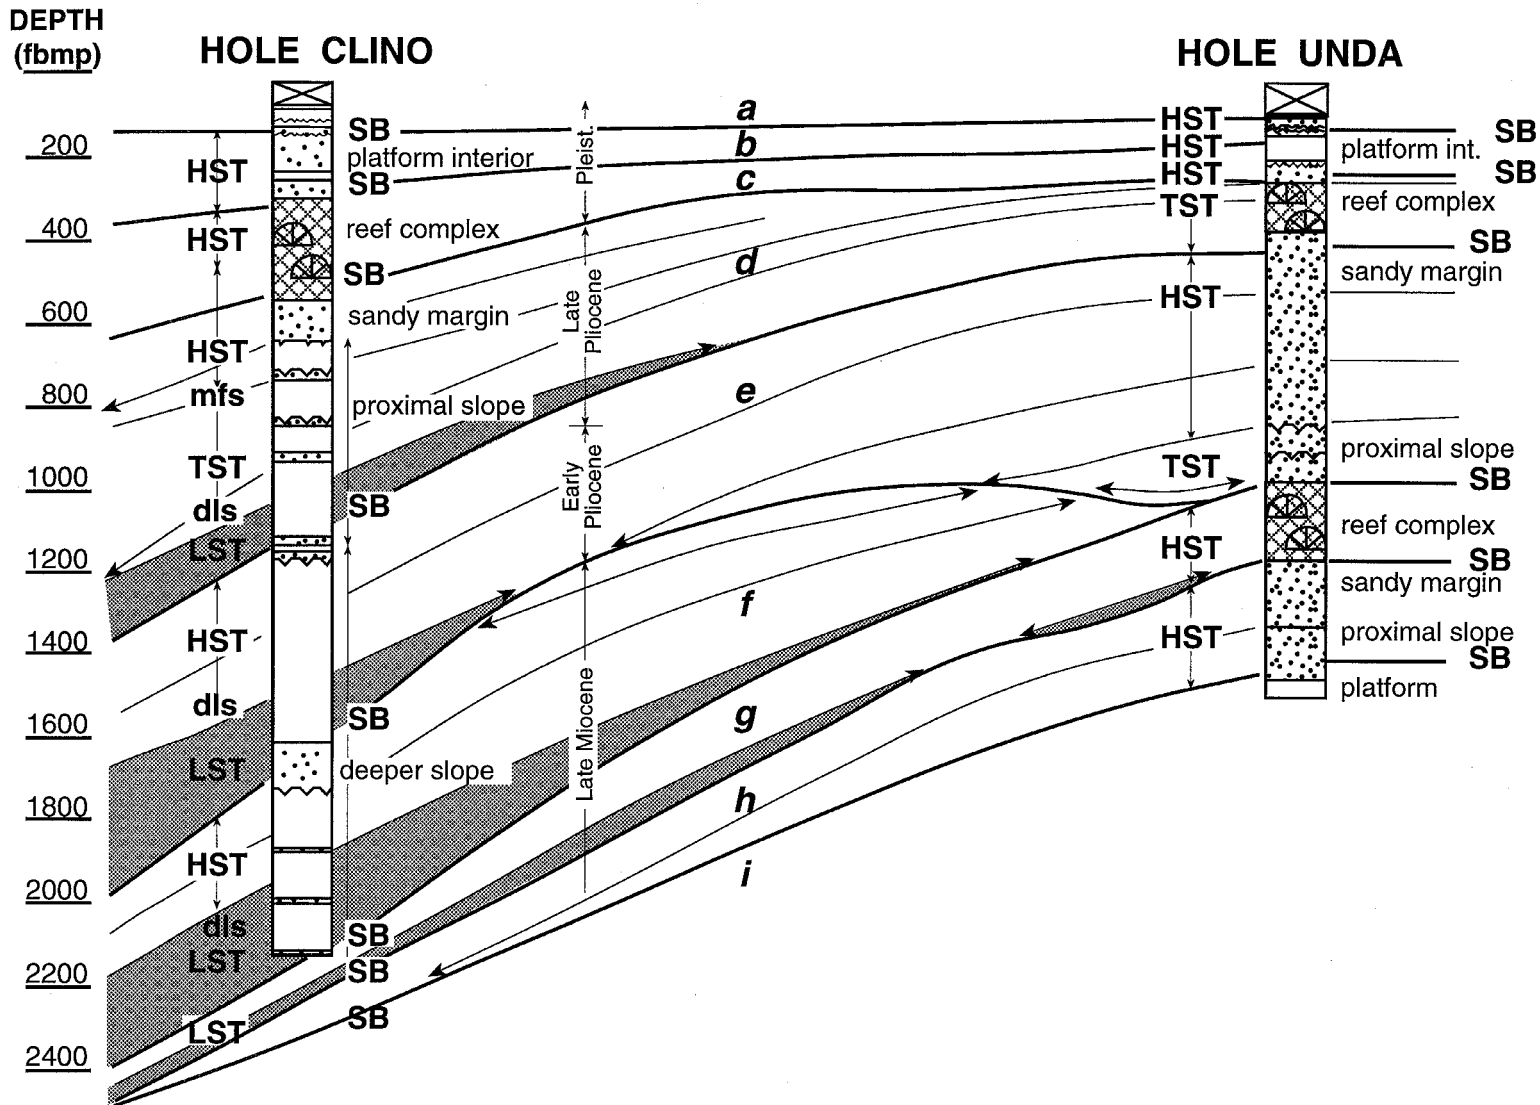 DEPTH
(fbmp)
HOLE CLINO
HOLE UNDA
200
400
600
800
1000
1200
1400
1600
1800
2000
2200
2400
HST
HST
HST
mfs
TST
dls
LST
HST
dls
LST
HST
dls
LST
LST
SB
platform interior
SB
reef complex
SB
sandy margin
proximal slope
SB
SB
deeper slope
SB
SB
SB
Pleist.
Late
Pliocene
Early
Pliocene
Late Miocene
a
b
c
d
e
f
g
h
i
HST
HST
HST
TST
HST
TST
HST
HST
SB
platform int.
SB
reef complex
SB
sandy margin
proximal slope
SB
reef complex
SB
sandy margin
proximal slope
SB
platform